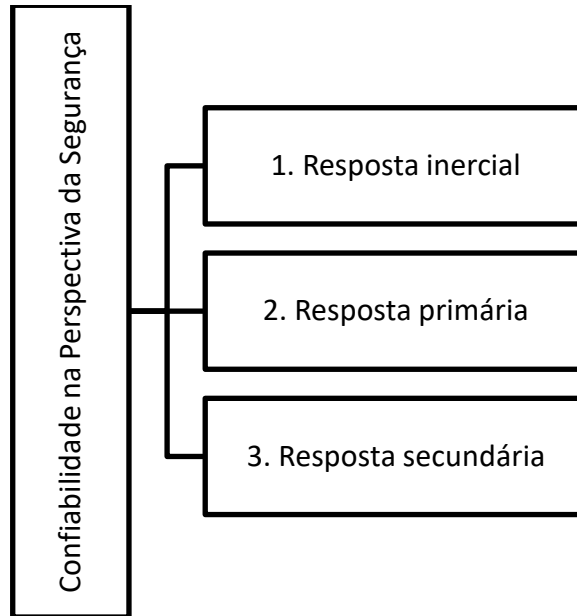 Confiabilidade na Perspectiva da Segurança
1. Resposta inercial
2. Resposta primária
3. Resposta secundária